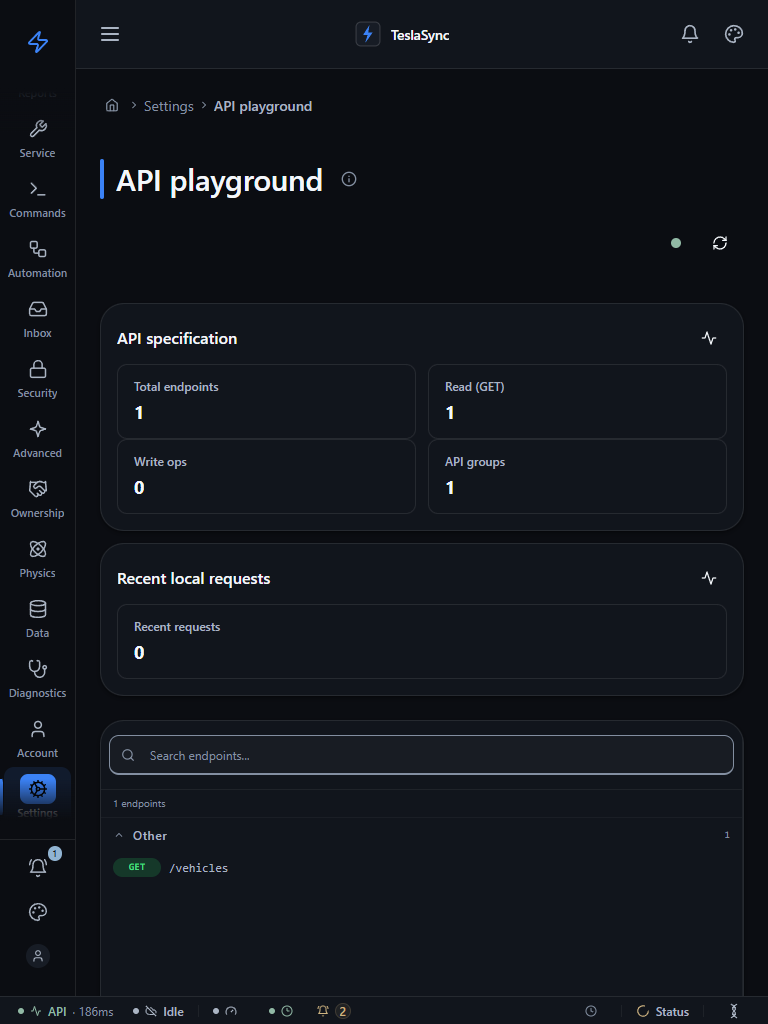 TeslaSync
Reports
Service
Commands
Automation
Inbox
Security
Advanced
Ownership
Physics
Data
Diagnostics
Account
Settings
1
Settings API playground
API playground
API specification
Total endpoints
1
Read (GET)
1
Write ops
0
API groups
1
Recent local requests
Recent requests
0
Search endpoints...
1 endpoints
Other 1
GET /vehicles
API · 186ms Idle 2 Status